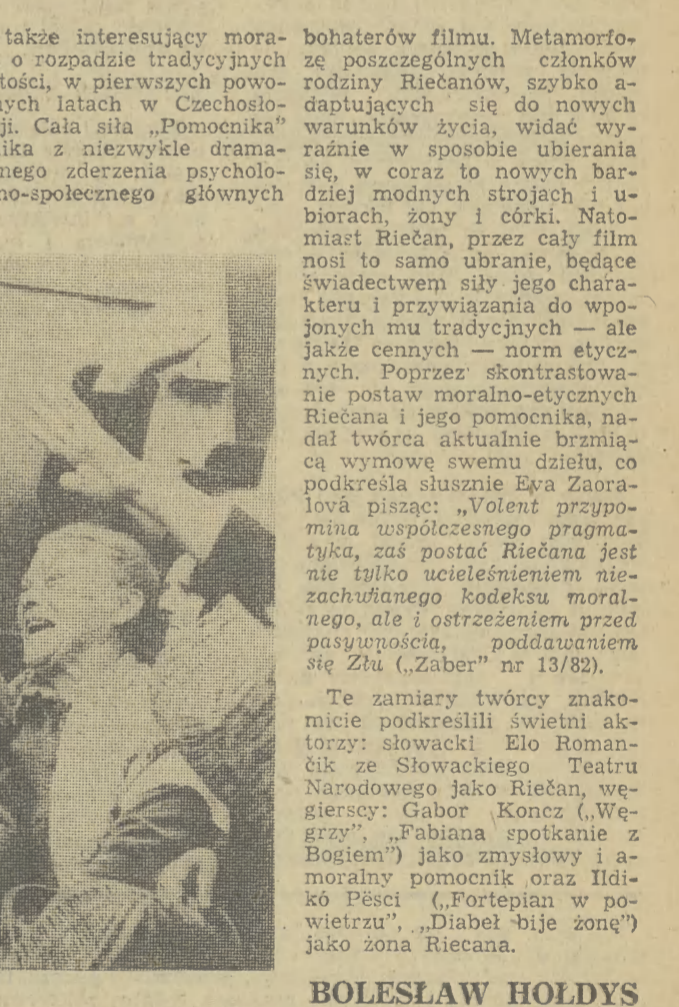 także interesujący mora-
o rozpadzie tradycyjnych
tości, w pierwszych powo-
nych latach w Czechosło-
ji. Cała siła „Pomocnika”
ika z niezwykle drama-
nego zderzenia psycholo-
no-społecznego głównych
bohaterów filmu. Metamorfo-
zę poszczególnych członków
rodziny Riečanów, szybko a-
daptujących się do nowych
warunków życia, widać wy-
raźnie w sposobie ubierania
się, w coraz to nowych bar-
dziej modnych strojach i u-
biorach, żony i córki. Nato-
miast Riečan, przez cały film
nosi to samo ubranie, będące
świadectwem siły jego chara-
kteru i przywiązania do wpo-
jonych mu tradycjnych — ale
jakże cennych — norm etycz-
nych. Poprzez skontrastowa-
nie postaw moralno-etycznych
Riečana i jego pomocnika, na-
dał twórca aktualnie brzmią-
cą wymowę swemu dziełu, co
podkreśla słusznie Eva Zaora-
lová pisząc: „Volent przypo-
mina współczesnego pragma-
tyka, zaś postać Riečana jest
nie tylko ucieleśnieniem nie-
zachwianego kodeksu moral-
nego, ale i ostrzeżeniem przed
pasywnością, poddawaniem
się Złu („Zaber” nr 13/82).
Te zamiary twórcy znako-
micie podkreślili świetni ak-
torzy: słowacki Elo Roman-
čik ze Słowackiego Teatru
Narodowego jako Riečan, wę-
gierscy: Gabor Koncz („Wę-
grzy”, „Fabiana spotkanie z
Bogiem”) jako zmysłowy i a-
moralny pomocnik oraz Ildi-
kó Pësci („Fortepian w po-
wietrzu”, „Diabeł bije żonę”)
jako żona Riecana.
BOLESŁAW HOŁDYS